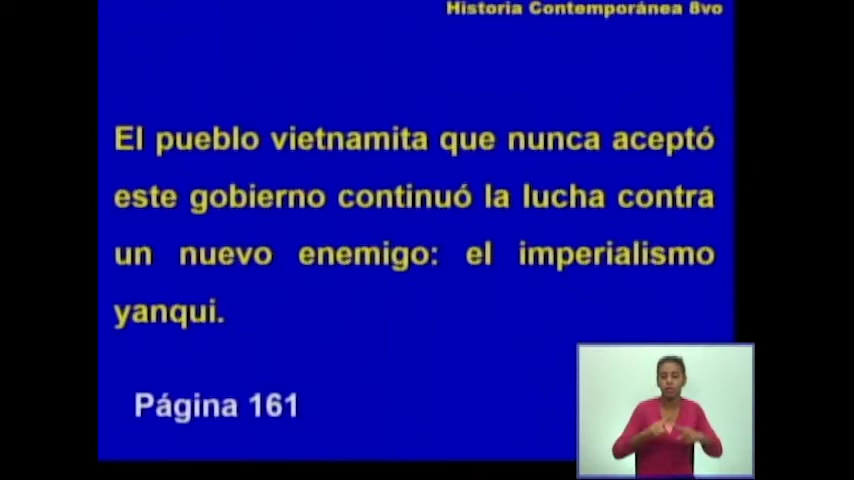 Historia Contemporánea 8vo
El pueblo vietnamita que nunca aceptó
este gobierno continuó la lucha contra
un nuevo enemigo: el imperialismo
yanqui.
Página 161